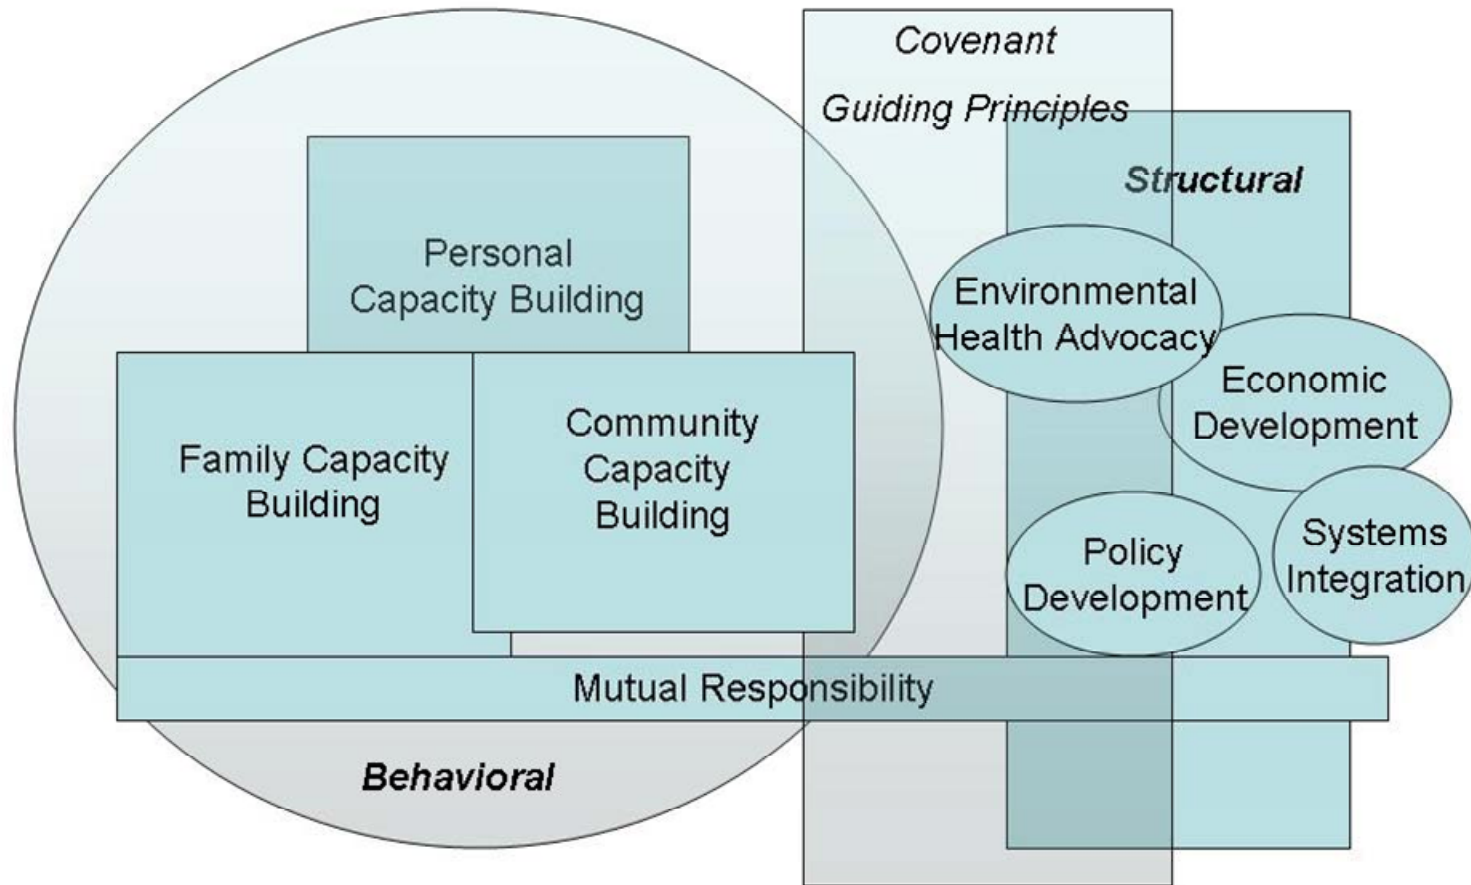 Covenant
Guiding Principles
Structural
Personal
Capacity Building
Environmental
Health Advocacy
Economic
Development
Family Capacity
Building
Community
Capacity
Building
Policy
Development
Systems
Integration
Mutual Responsibility
Behavioral